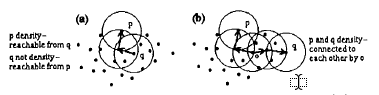 (a)
p
p density-
reachable from q
q not density-
reachable from p
q
(b)
p
q
o
p and q density-
connected to
each other by o